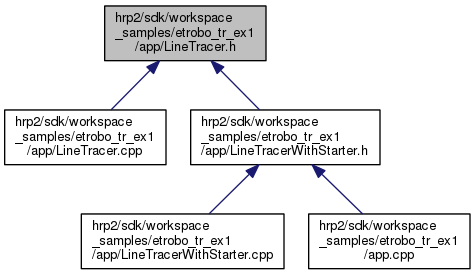 hrp2/sdk/workspace
_samples/etrobo_tr_ex1
/app/LineTracer.h
hrp2/sdk/workspace
_samples/etrobo_tr_ex1
/app/LineTracer.cpp
hrp2/sdk/workspace
_samples/etrobo_tr_ex1
/app/LineTracerWithStarter.h
hrp2/sdk/workspace
_samples/etrobo_tr_ex1
/app/LineTracerWithStarter.cpp
hrp2/sdk/workspace
_samples/etrobo_tr_ex1
/app.cpp